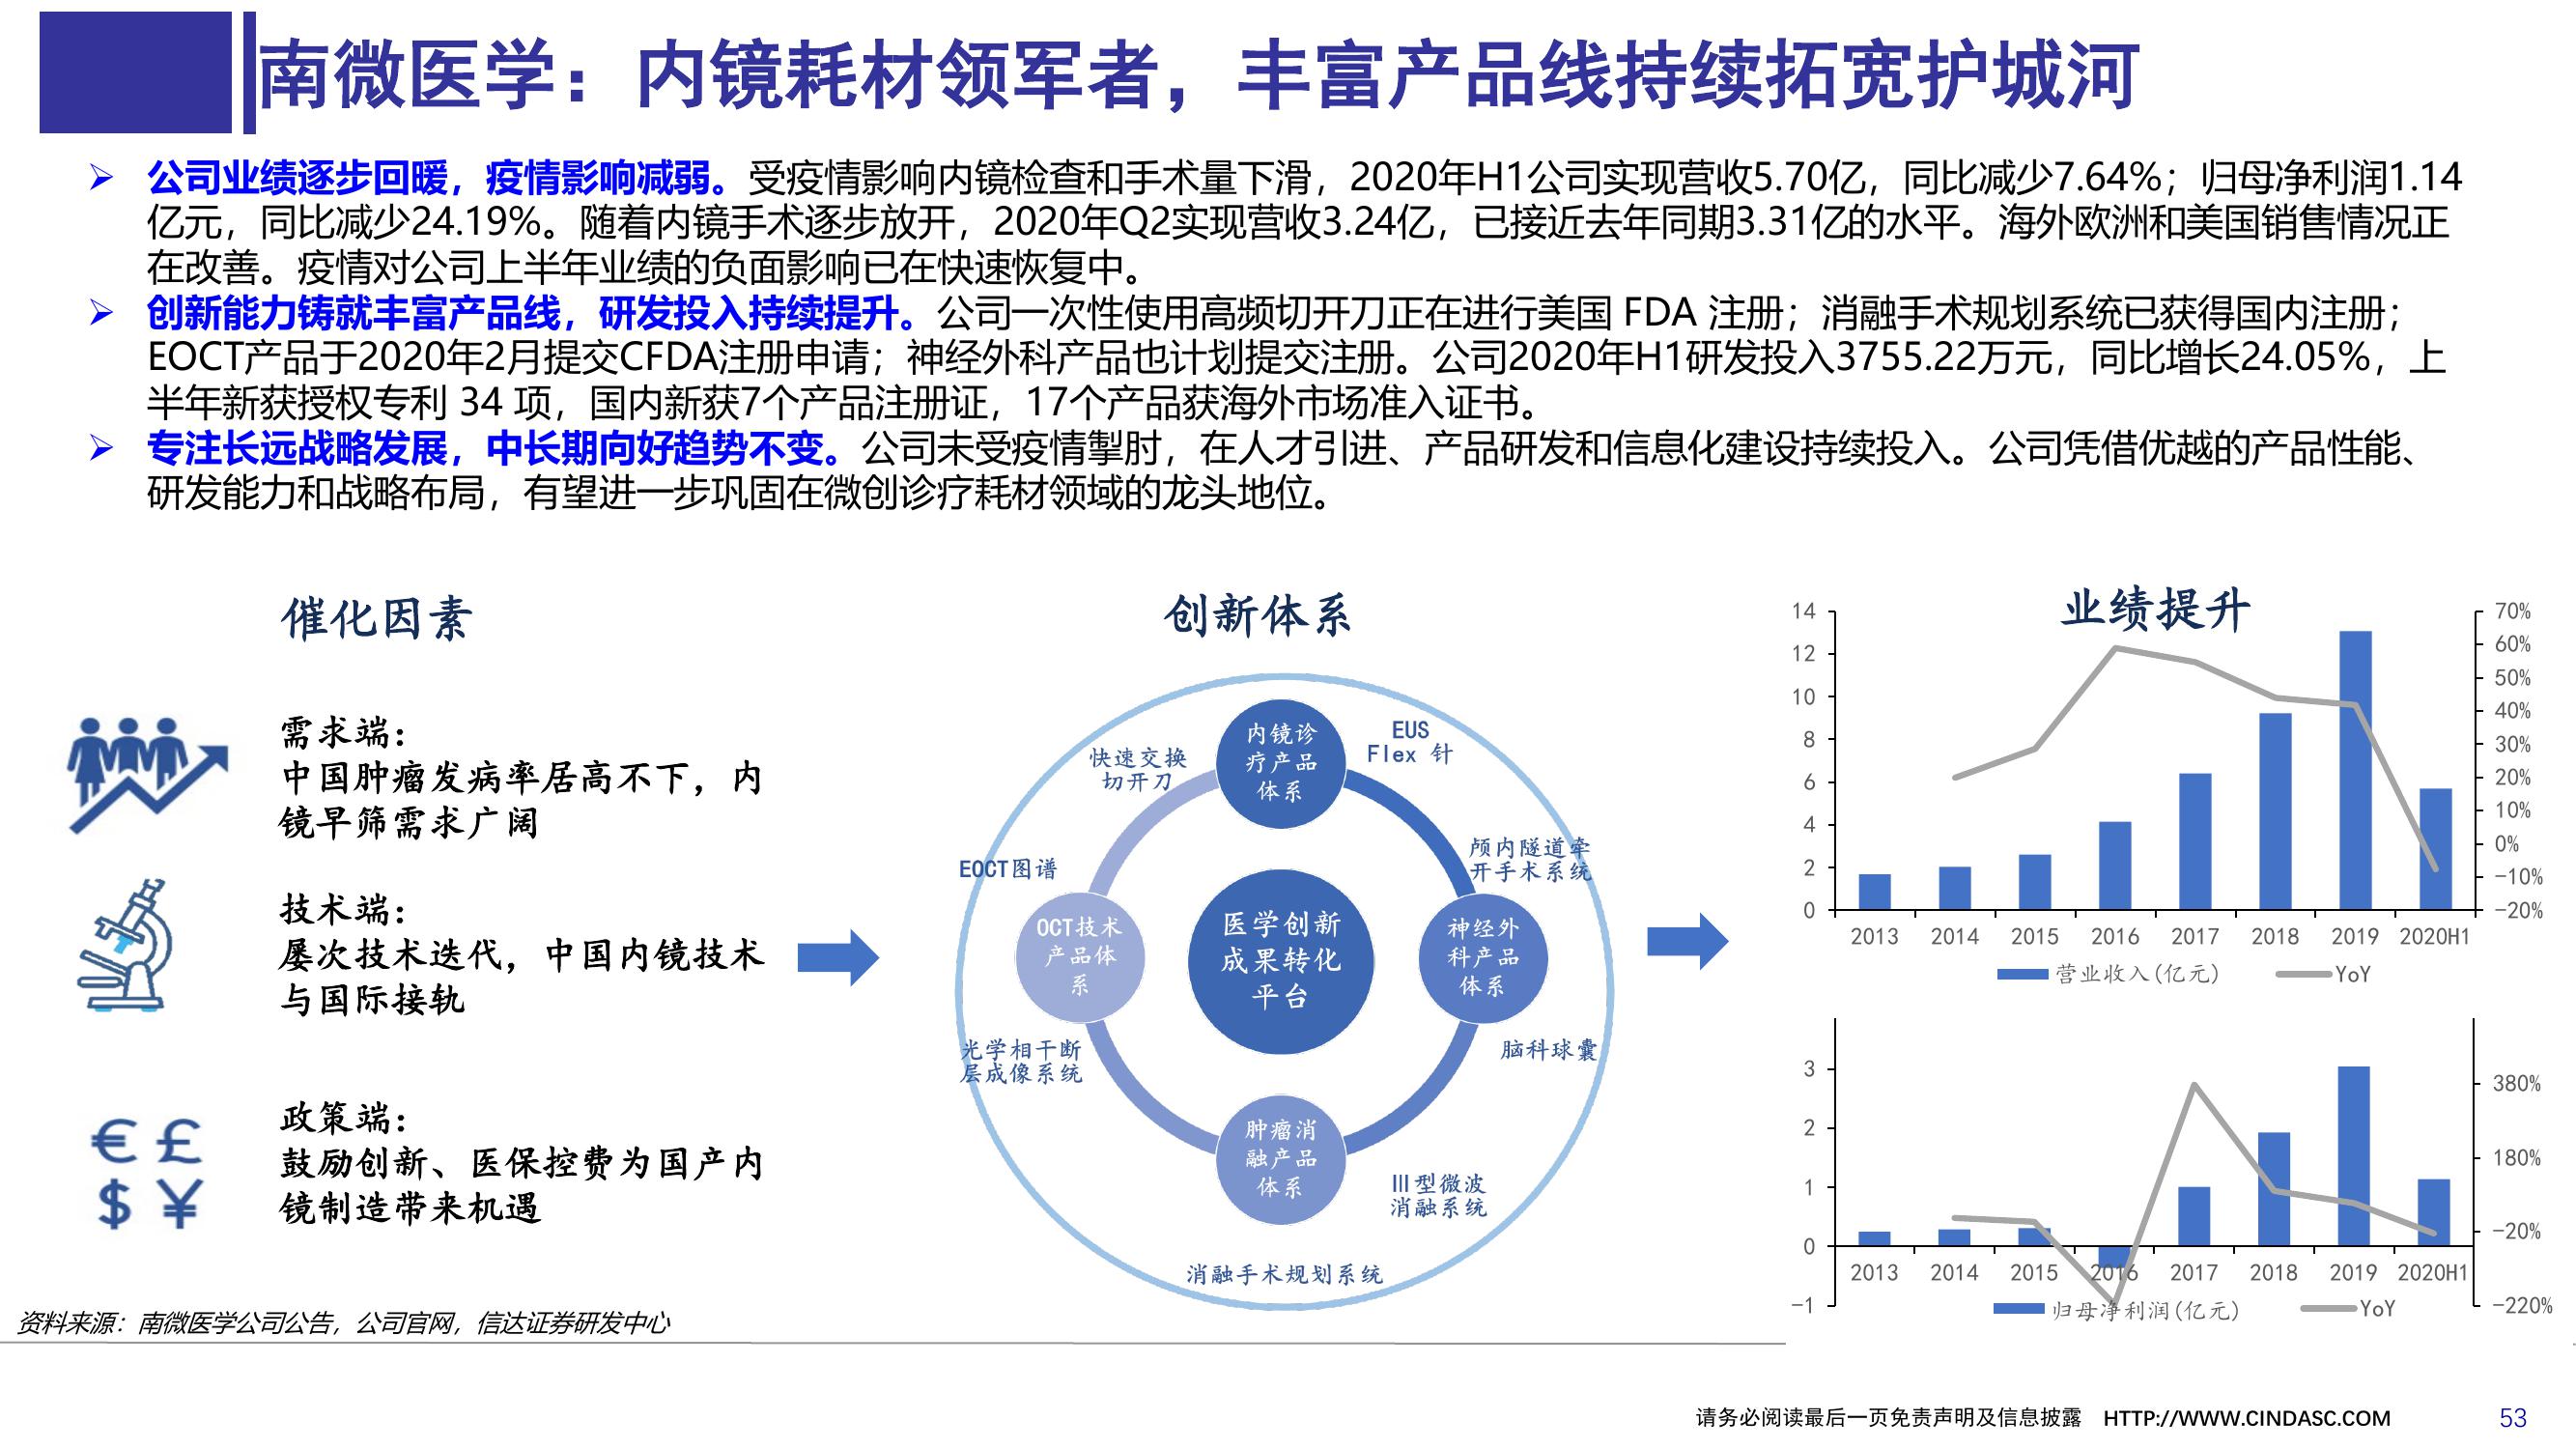 南微医学：内镜耗材领军者，丰富产品线持续拓宽护城河
公司业绩逐步回暖，疫情影响减弱。受疫情影响内镜检查和手术量下滑，2020年H1公司实现营收5.70亿，同比减少7.64%；归母净利润1.14
亿元，同比减少24.19%。随着内镜手术逐步放开，2020年Q2实现营收3.24亿，已接近去年同期3.31亿的水平。海外欧洲和美国销售情况正
在改善。疫情对公司上半年业绩的负面影响已在快速恢复中。
创新能力铸就丰富产品线，研发投入持续提升。公司一次性使用高频切开刀正在进行美国 FDA 注册；消融手术规划系统已获得国内注册；
EOCT产品于2020年2月提交CFDA注册申请；神经外科产品也计划提交注册。公司2020年H1研发投入3755.22万元，同比增长24.05%，上
半年新获授权专利 34 项，国内新获7个产品注册证，17个产品获海外市场准入证书。
专注长远战略发展，中长期向好趋势不变。公司未受疫情掣肘，在人才引进、产品研发和信息化建设持续投入。公司凭借优越的产品性能、
研发能力和战略布局，有望进一步巩固在微创诊疗耗材领域的龙头地位。
催化因素
需求端：
中国肿瘤发病率居高不下，内
镜早筛需求广阔
技术端：
屡次技术迭代，中国内镜技术
与国际接轨
€ £
$ ¥
政策端：
鼓励创新、医保控费为国产内
镜制造带来机遇
创新体系
内镜诊
疗产品
体系
EUS
Flex 针
快速交换
切开刀
颅内隧道牵
开手术系统
EOCT图谱
OCT技术
产品体
系
医学创新
成果转化
平台
神经外
科产品
体系
光学相干断
层成像系统
脑科球囊
肿瘤消
融产品
体系
III型微波
消融系统
消融手术规划系统
业绩提升
14
12
10
8
6
4
2
0
70%
60%
50%
40%
30%
20%
10%
0%
-10%
-20%
2013 2014 2015 2016 2017 2018 2019 2020H1
营业收入(亿元) YoY
3
2
1
0
-1
380%
180%
-20%
-220%
2013 2014 2015 2016 2017 2018 2019 2020H1
归母净利润(亿元) YoY
资料来源：南微医学公司公告，公司官网，信达证券研发中心
请务必阅读最后一页免责声明及信息披露 HTTP://WWW.CINDASC.COM 53